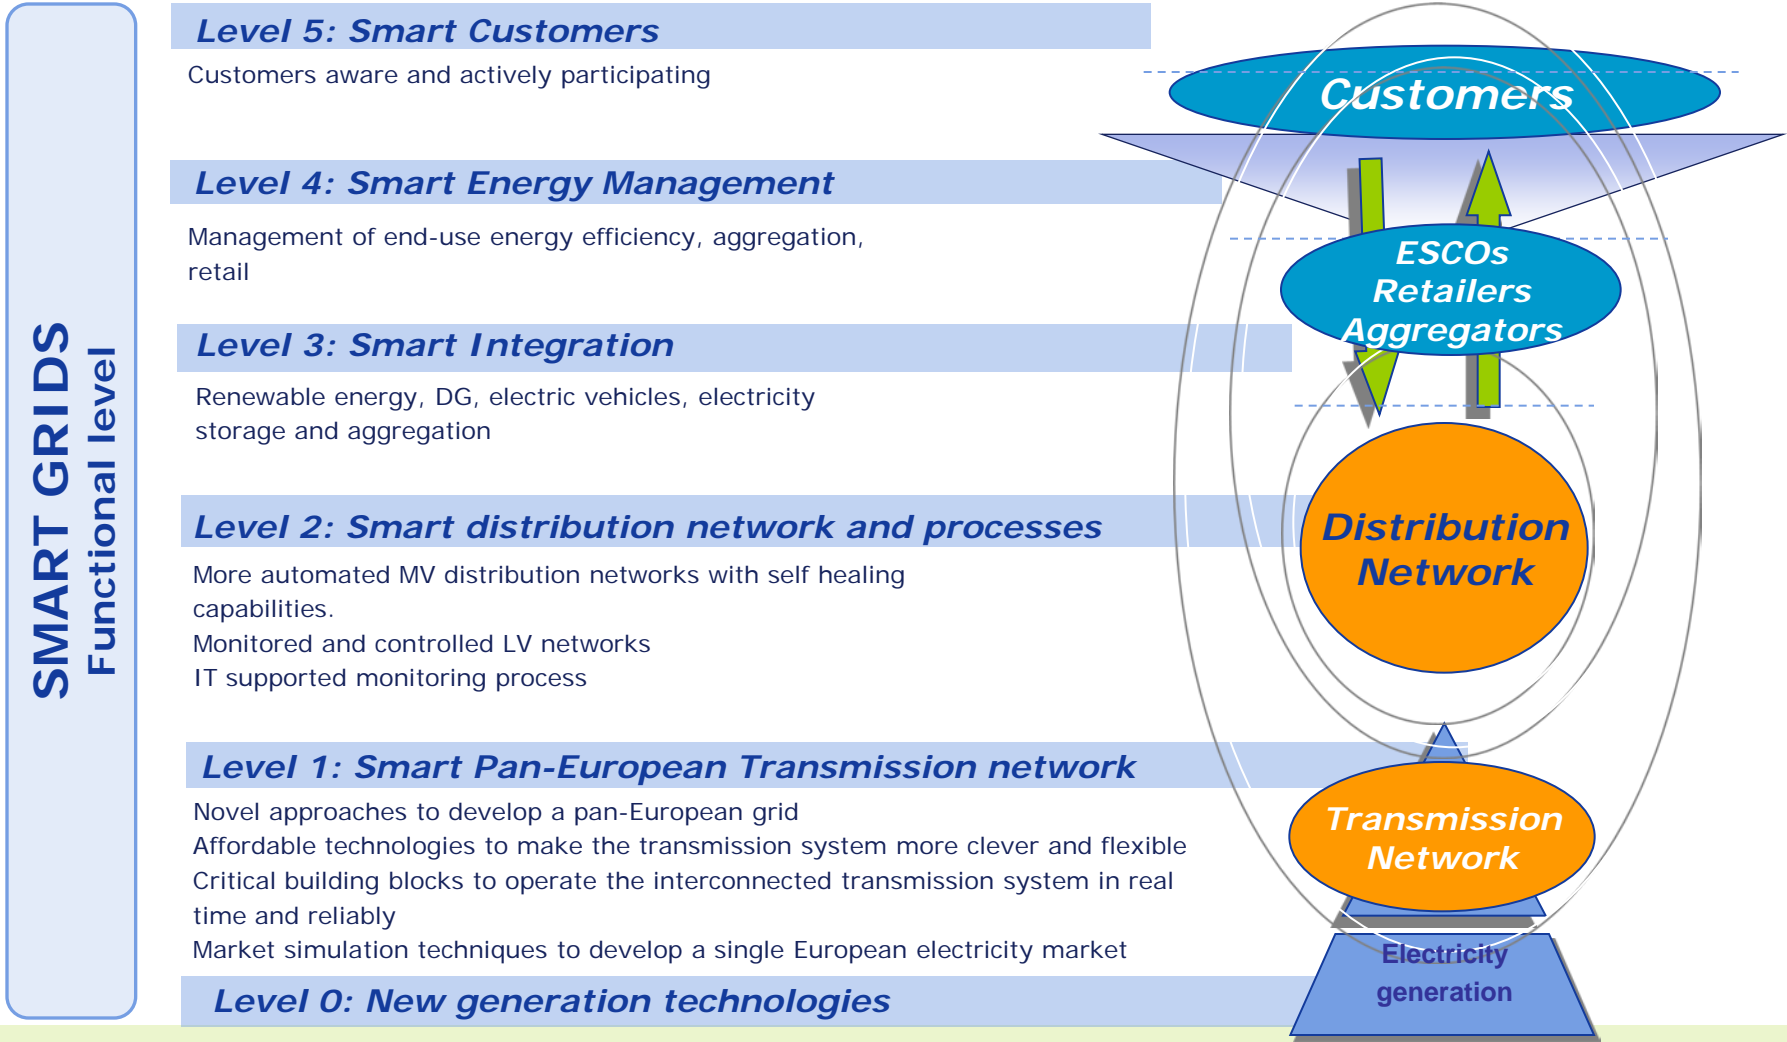 SMART GRIDS
Functional level
Level 5: Smart Customers
Customers aware and actively participating
Level 4: Smart Energy Management
Management of end-use energy efficiency, aggregation,
retail
Level 3: Smart Integration
Renewable energy, DG, electric vehicles, electricity
storage and aggregation
Level 2: Smart distribution network and processes
More automated MV distribution networks with self healing
capabilities.
Monitored and controlled LV networks
IT supported monitoring process
Level 1: Smart Pan-European Transmission network
Novel approaches to develop a pan-European grid
Affordable technologies to make the transmission system more clever and flexible
Critical building blocks to operate the interconnected transmission system in real
time and reliably
Market simulation techniques to develop a single European electricity market
Level 0: New generation technologies
Customers
ESCOs
Retailers
Aggregators
Distribution
Network
Transmission
Network
Electricity
generation